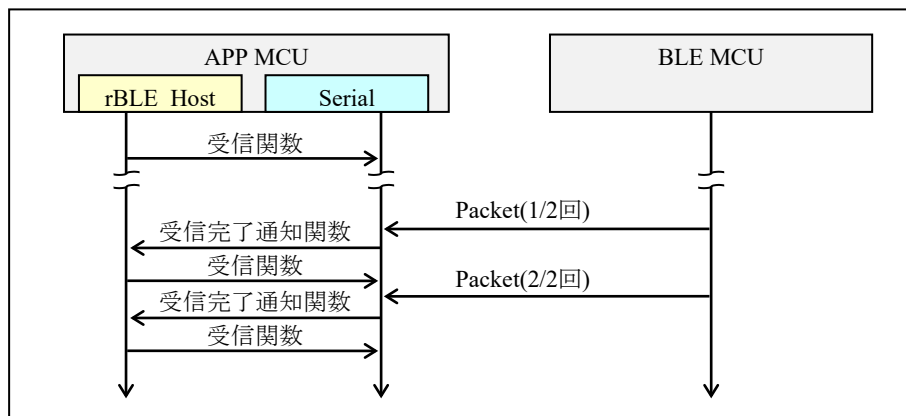 APP MCU
BLE MCU
rBLE_Host
Serial
受信関数
Packet(1/2回)
受信完了通知関数
受信関数
Packet(2/2回)
受信完了通知関数
受信関数